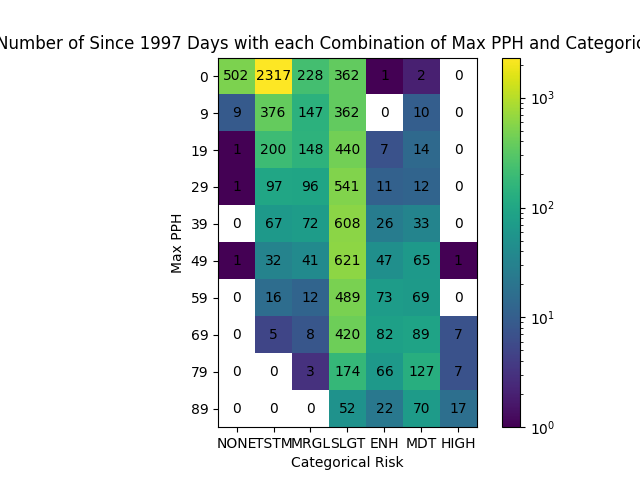 Number of Since 1997 Days with each Combination of Max PPH and
Max PPH
0 502 2317 228 362 1 2 0
9 9 376 147 362 0 10 0
19 1 200 148 440 7 14 0
29 1 97 96 541 11 12 0
39 0 67 72 608 26 33 0
49 1 32 41 621 47 65 1
59 0 16 12 489 73 69 0
69 0 5 8 420 82 89 7
79 0 0 3 174 66 127 7
89 0 0 0 52 22 70 17
NONE TSTM MRGL SLGT ENH MDT HIGH
Categorical Risk
10³
10²
10¹
10⁰